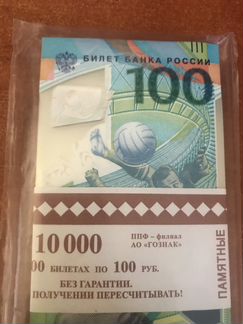 БИЛЕТ БАНКА РОССИИ
100
10 000
ППФ – филиал
АО «ГОЗНАК»
00 БИЛЕТАХ ПО 100 РУБ.
БЕЗ ГАРАНТИИ.
ПОЛУЧЕНИИ ПЕРЕСЧИТЫВАТЬ!
ПАМЯТНЫЕ